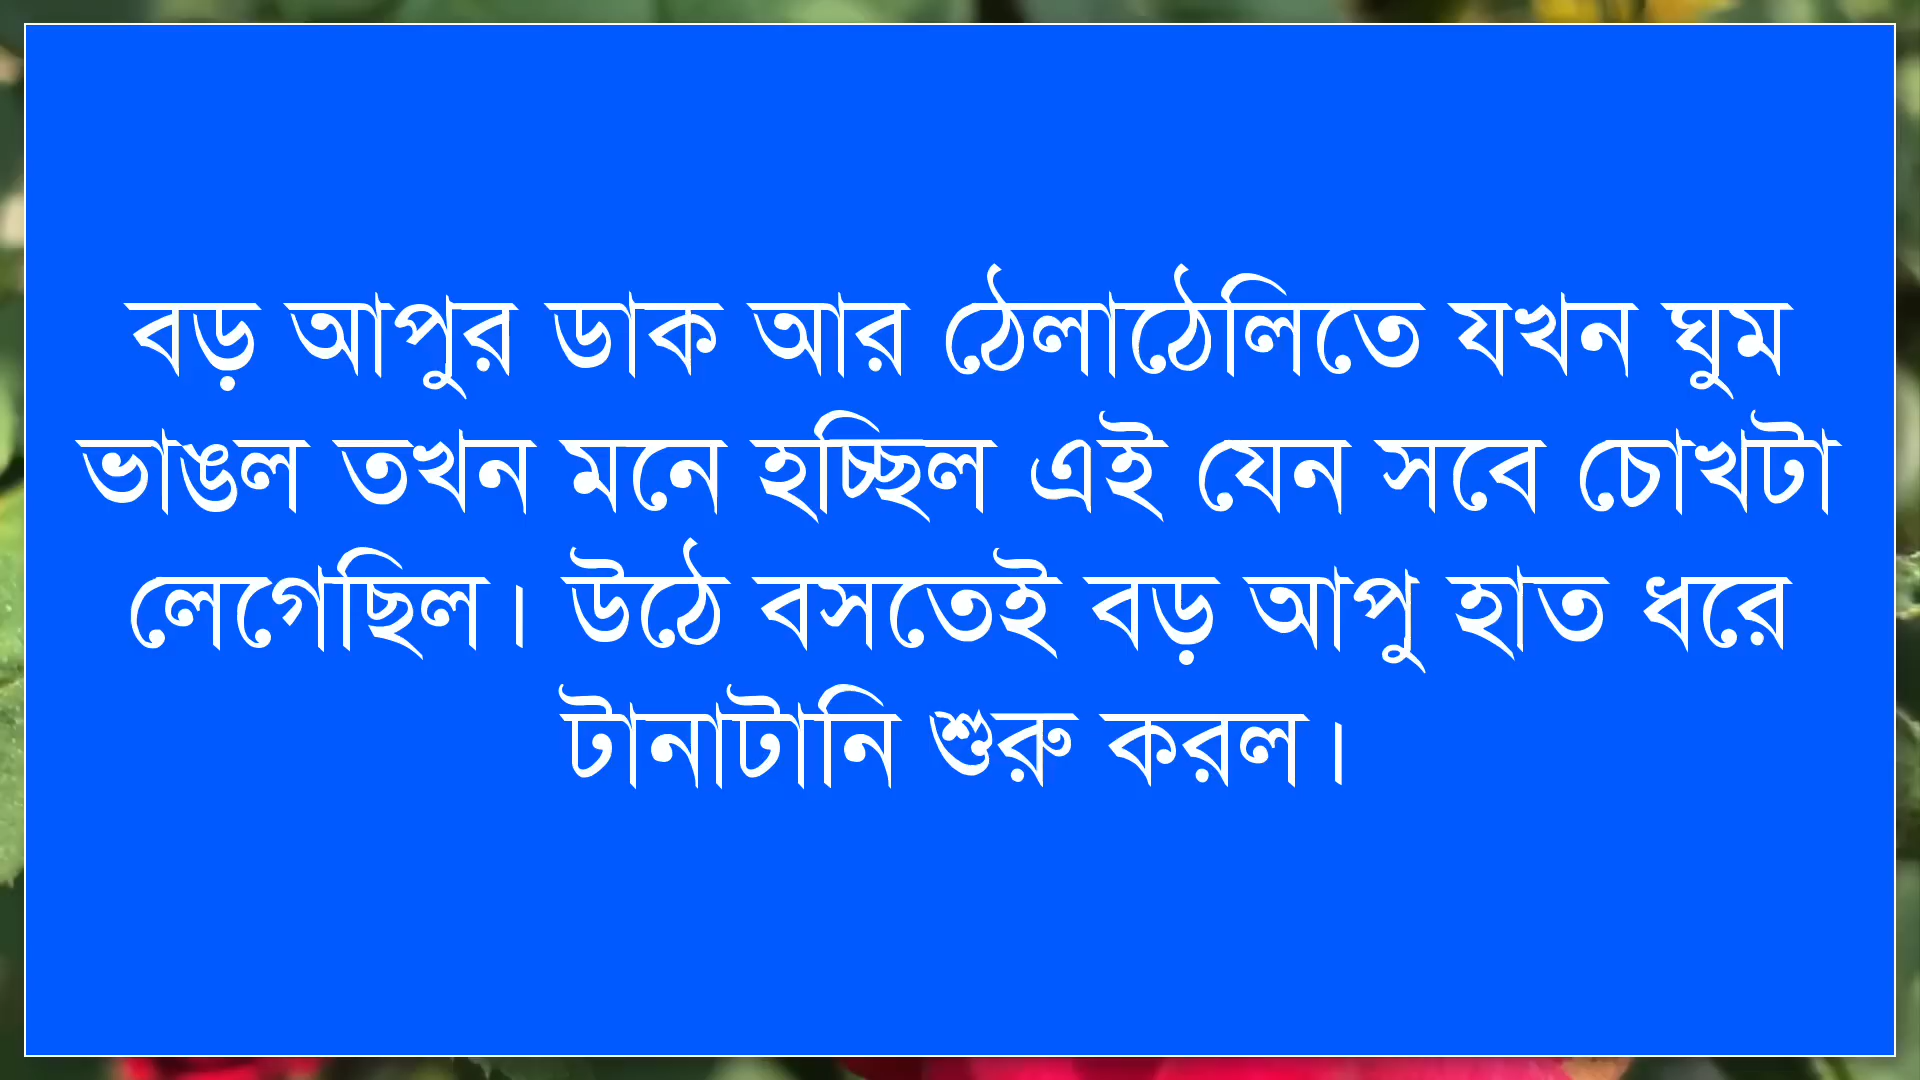 বড় আপুর ডাক আর ঠেলাঠেলিতে যখন ঘুম
ভাঙল তখন মনে হচ্ছিল এই যেন সবে চোখটা
লেগেছিল। উঠে বসতেই বড় আপু হাত ধরে
টানাটানি শুরু করল।